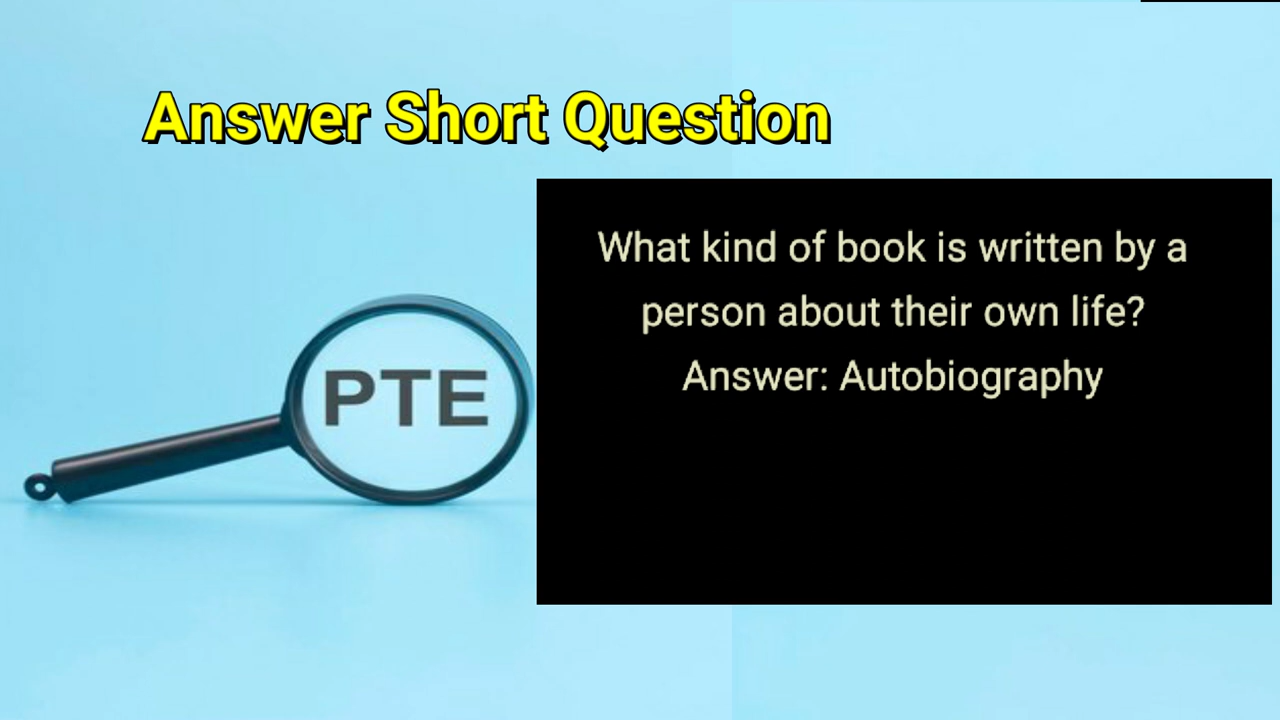 Answer Short Question
What kind of book is written by a
person about their own life?
Answer: Autobiography
PTE